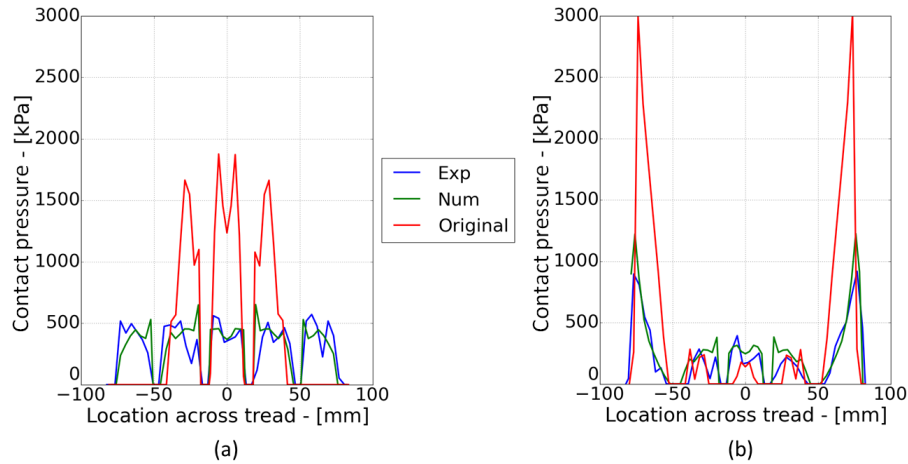 3000
2500
2000
1500
1000
500
0
Contact pressure - [kPa]
−100 −50 0 50 100
Location across tread - [mm]
(a)
Exp
Num
Original
3000
2500
2000
1500
1000
500
0
Contact pressure - [kPa]
−100 −50 0 50 100
Location across tread - [mm]
(b)